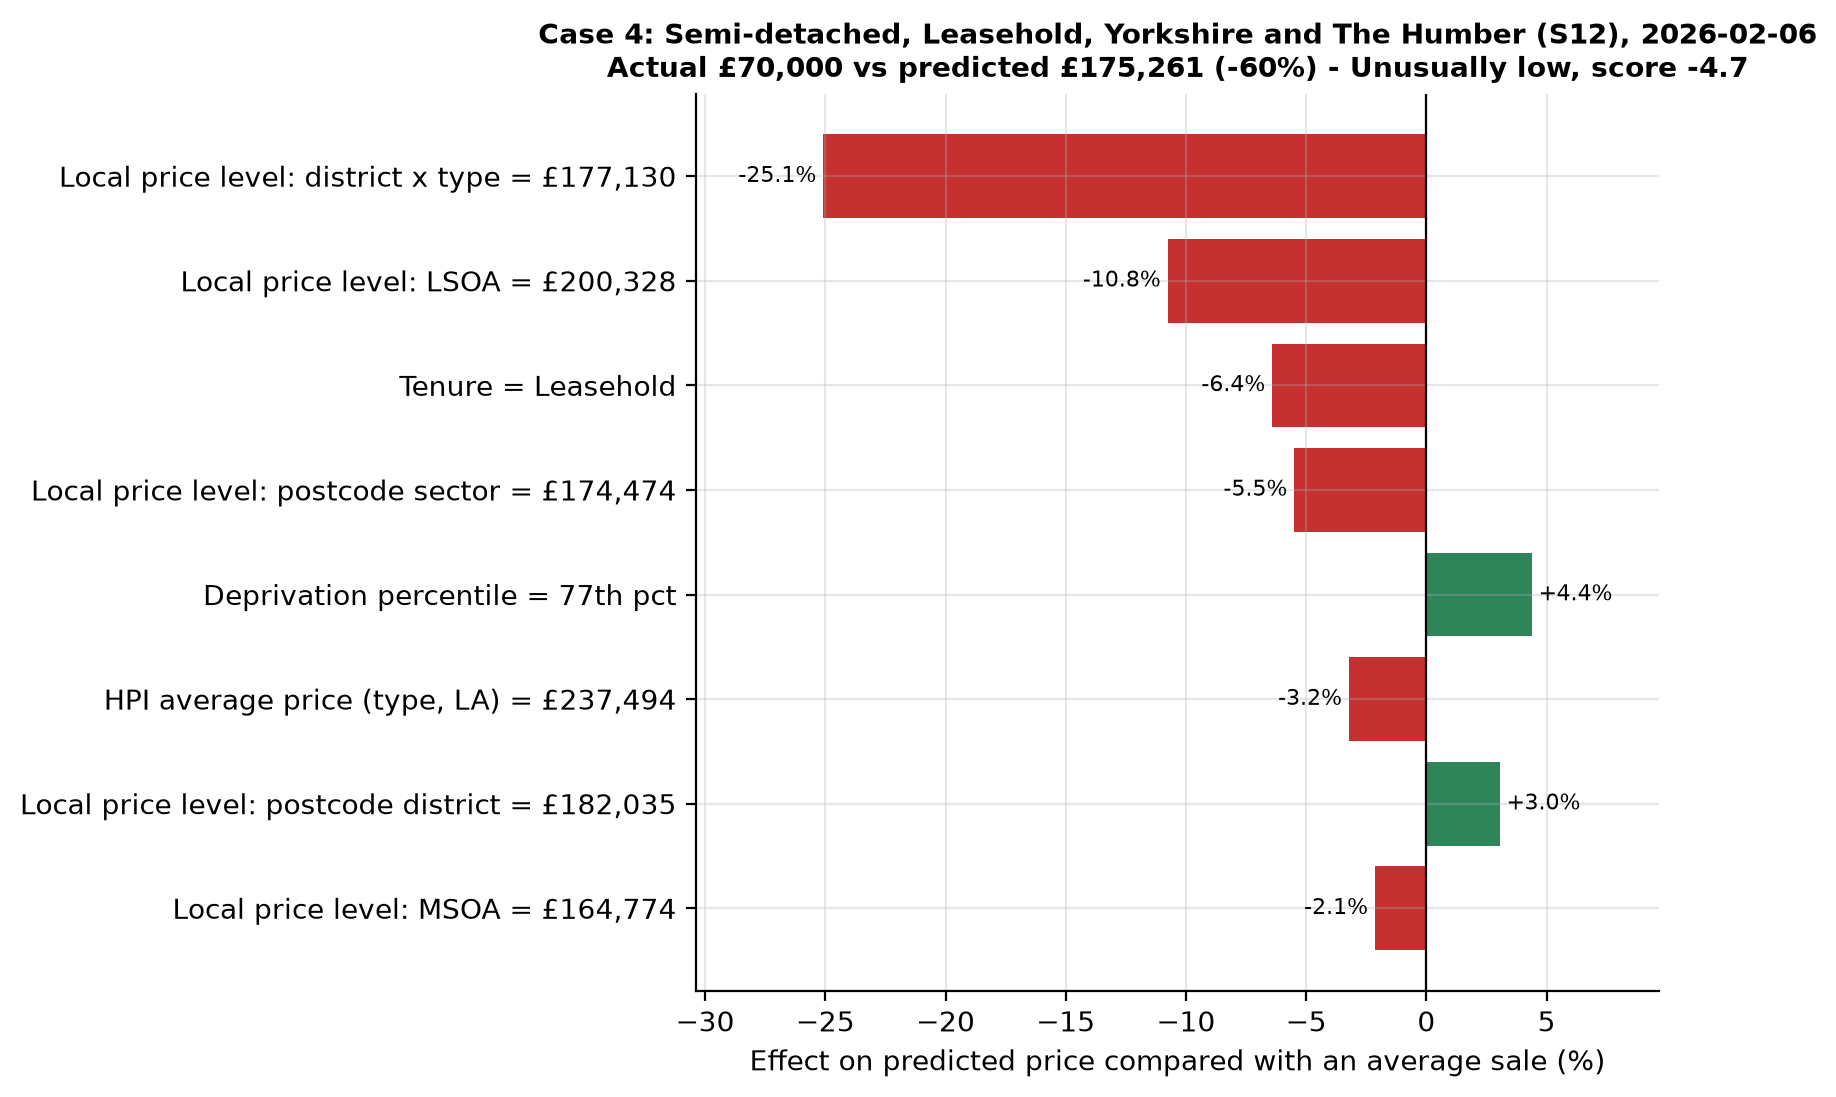 Case 4: Semi-detached, Leasehold, Yorkshire and The Humber (S12), 2026-02-06
Actual £70,000 vs predicted £175,261 (-60%) - Unusually low, score -4.7
Local price level: district x type = £177,130
-25.1%
Local price level: LSOA = £200,328
-10.8%
Tenure = Leasehold
-6.4%
Local price level: postcode sector = £174,474
-5.5%
Deprivation percentile = 77th pct
+4.4%
HPI average price (type, LA) = £237,494
-3.2%
Local price level: postcode district = £182,035
+3.0%
Local price level: MSOA = £164,774
-2.1%
−30 −25 −20 −15 −10 −5 0 5
Effect on predicted price compared with an average sale (%)